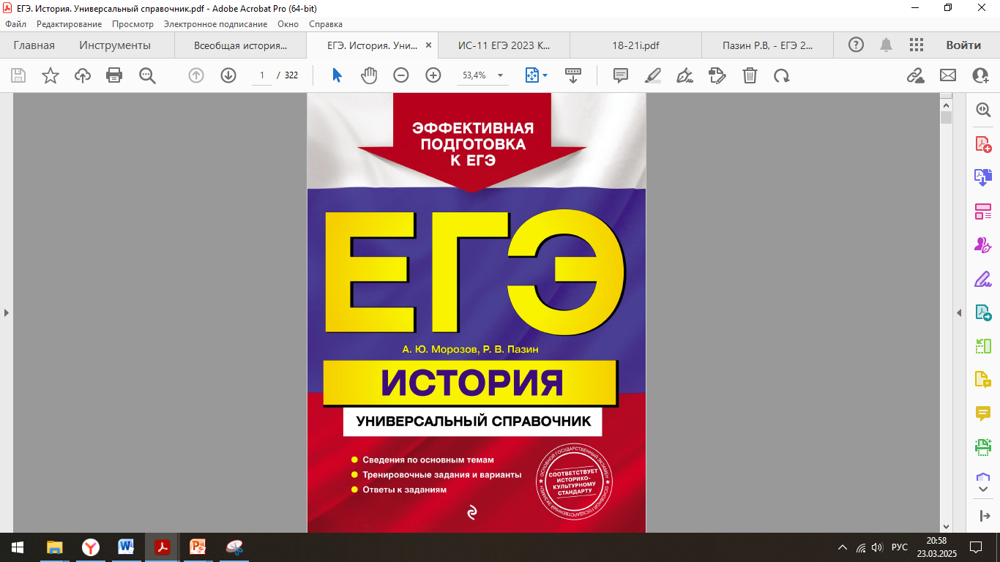 ЕГЭ. История. Универсальный справочник.pdf - Adobe Acrobat Pro (64-bit)
Файл Редактирование Просмотр Электронное подписание Окно Справка
Главная Инструменты Всеобщая история... ЕГЭ. История. Уни... × ИС-11 ЕГЭ 2023 К... 18-21i.pdf Пазин Р.В, - ЕГЭ 2... Войти
1 / 322 53,4%
ЭФФЕКТИВНАЯ
ПОДГОТОВКА
К ЕГЭ
ЕГЭ
А. Ю. Морозов, Р. В. Пазин
ИСТОРИЯ
УНИВЕРСАЛЬНЫЙ СПРАВОЧНИК
Сведения по основным темам
Тренировочные задания и варианты
Ответы к заданиям
ОСНОВНОЙ ГОСУДАРСТВЕННЫЙ ЭКЗАМЕН ★ ОСНОВНОЙ ГОСУДАРСТВЕННЫЙ ЭКЗАМЕН ★
СООТВЕТСТВУЕТ
ИСТОРИКО-
КУЛЬТУРНОМУ
СТАНДАРТУ
РУС
20:58
23.03.2025